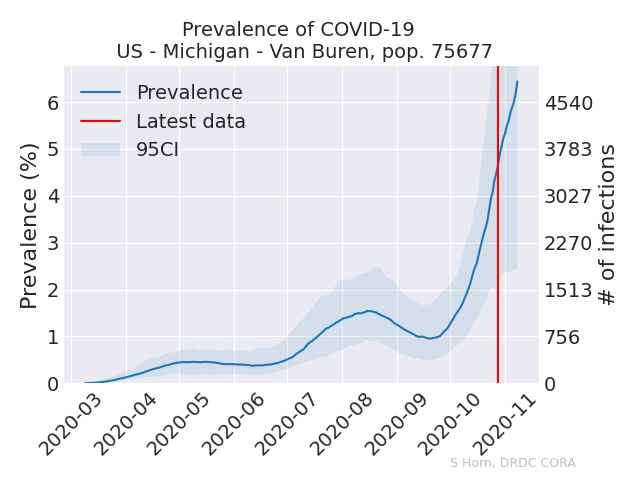 Prevalence of COVID-19
US - Michigan - Van Buren, pop. 75677
Prevalence
Latest data
95CI
Prevalence (%)
6
5
4
3
2
1
0
4540
3783
3027
2270
1513
756
0
# of infections
2020-03
2020-04
2020-05
2020-06
2020-07
2020-08
2020-09
2020-10
2020-11
S Horn, DRDC CORA